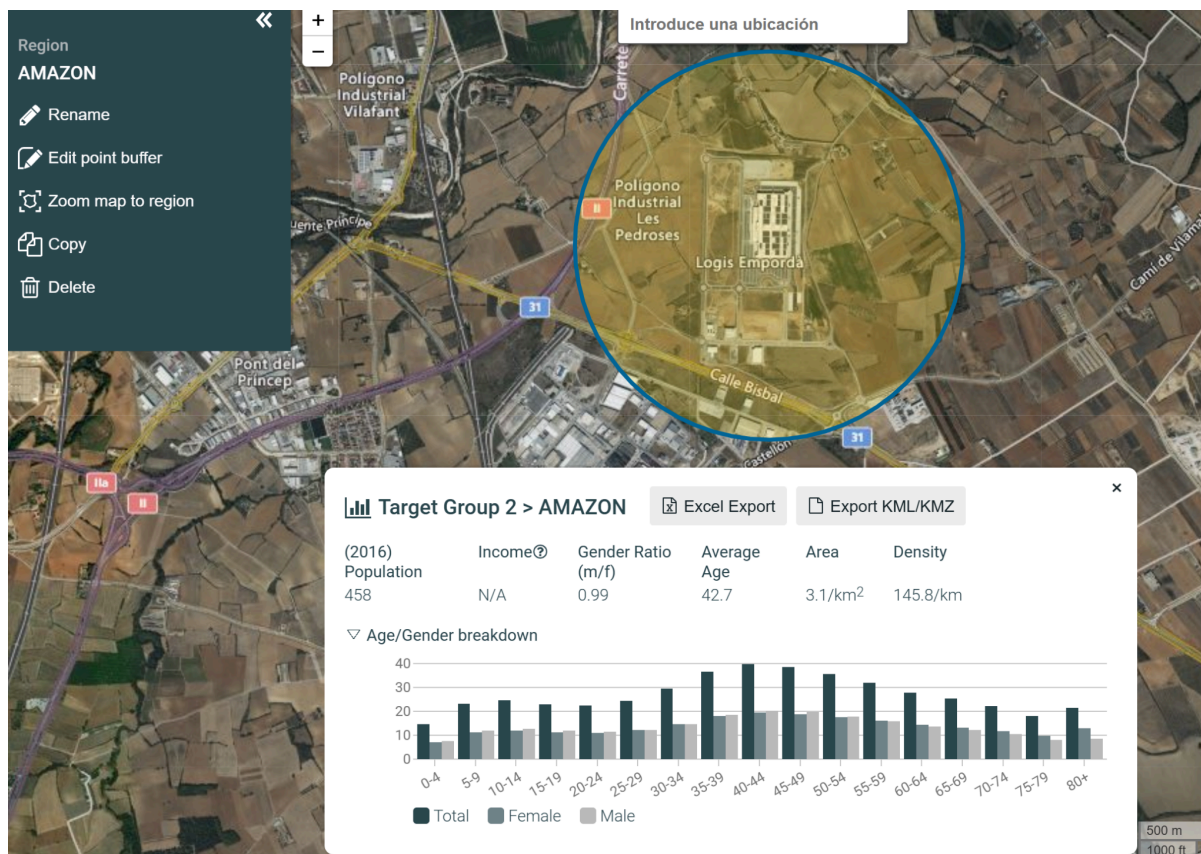 Region
AMAZON
Rename
Edit point buffer
Zoom map to region
Copy
Delete
«
+
−
Introduce una ubicación
Polígono
Industrial
Vilafant
Carrete
Polígono
Industrial
Les
Pedroses
II
uente Príncipe
Logis Empordà
Camí de Vilama
31
Pont del
Príncep
Calle Bisbal
31
Castellón
IIa
II
Target Group 2 > AMAZON
Excel Export
Export KML/KMZ
×
(2016)
Population
Income?
Gender Ratio
(m/f)
Average
Age
Area
Density
458
N/A
0.99
42.7
3.1/km²
145.8/km
Age/Gender breakdown
40
30
20
10
0
0-4
5-9
10-14
15-19
20-24
25-29
30-34
35-39
40-44
45-49
50-54
55-59
60-64
65-69
70-74
75-79
80+
Total
Female
Male
500 m
1000 ft